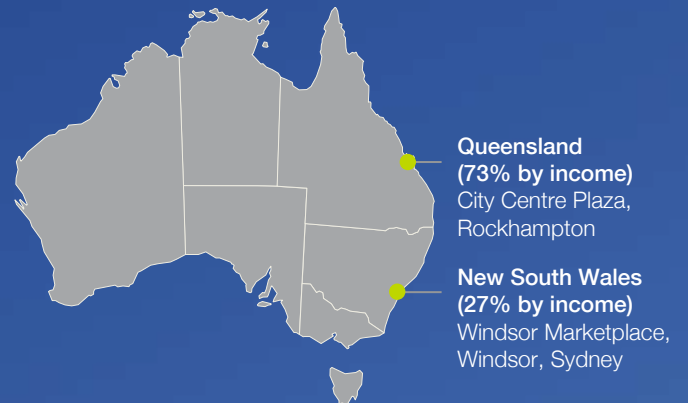 Queensland
(73% by income)
City Centre Plaza,
Rockhampton
New South Wales
(27% by income)
Windsor Marketplace,
Windsor, Sydney